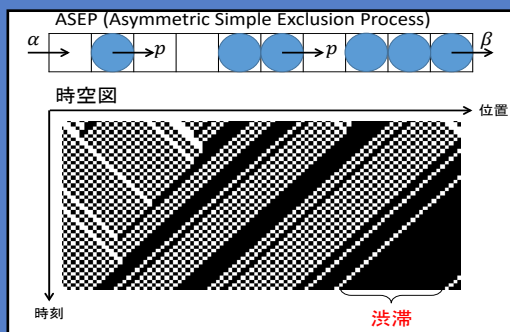 ASEP (Asymmetric Simple Exclusion Process)
α p p β
時空図
位置
時刻
渋滞